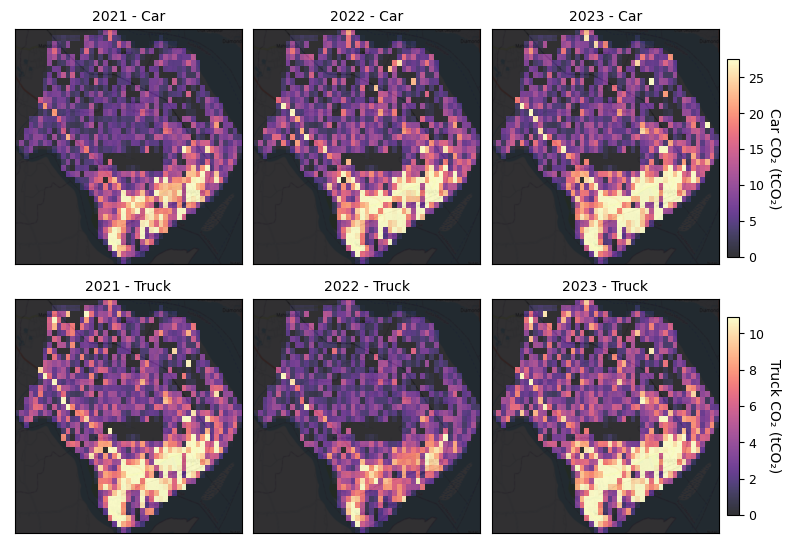 2021 - Car
2022 - Car
2023 - Car
25
20
15
10
5
0
Car CO₂ (tCO₂)
2021 - Truck
2022 - Truck
2023 - Truck
10
8
6
4
2
0
Truck CO₂ (tCO₂)